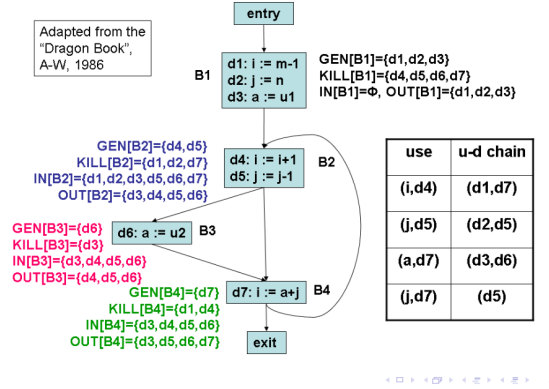 Adapted from the
“Dragon Book”,
A-W, 1986
entry
B1
d1: i := m-1
d2: j := n
d3: a := u1
GEN[B1]={d1,d2,d3}
KILL[B1]={d4,d5,d6,d7}
IN[B1]=Φ, OUT[B1]={d1,d2,d3}
GEN[B2]={d4,d5}
KILL[B2]={d1,d2,d7}
IN[B2]={d1,d2,d3,d5,d6,d7}
OUT[B2]={d3,d4,d5,d6}
d4: i := i+1
d5: j := j-1
B2
GEN[B3]={d6}
KILL[B3]={d3}
IN[B3]={d3,d4,d5,d6}
OUT[B3]={d4,d5,d6}
d6: a := u2
B3
GEN[B4]={d7}
KILL[B4]={d1,d4}
IN[B4]={d3,d4,d5,d6}
OUT[B4]={d3,d5,d6,d7}
d7: i := a+j
B4
exit
use u-d chain
(i,d4) (d1,d7)
(j,d5) (d2,d5)
(a,d7) (d3,d6)
(j,d7) (d5)